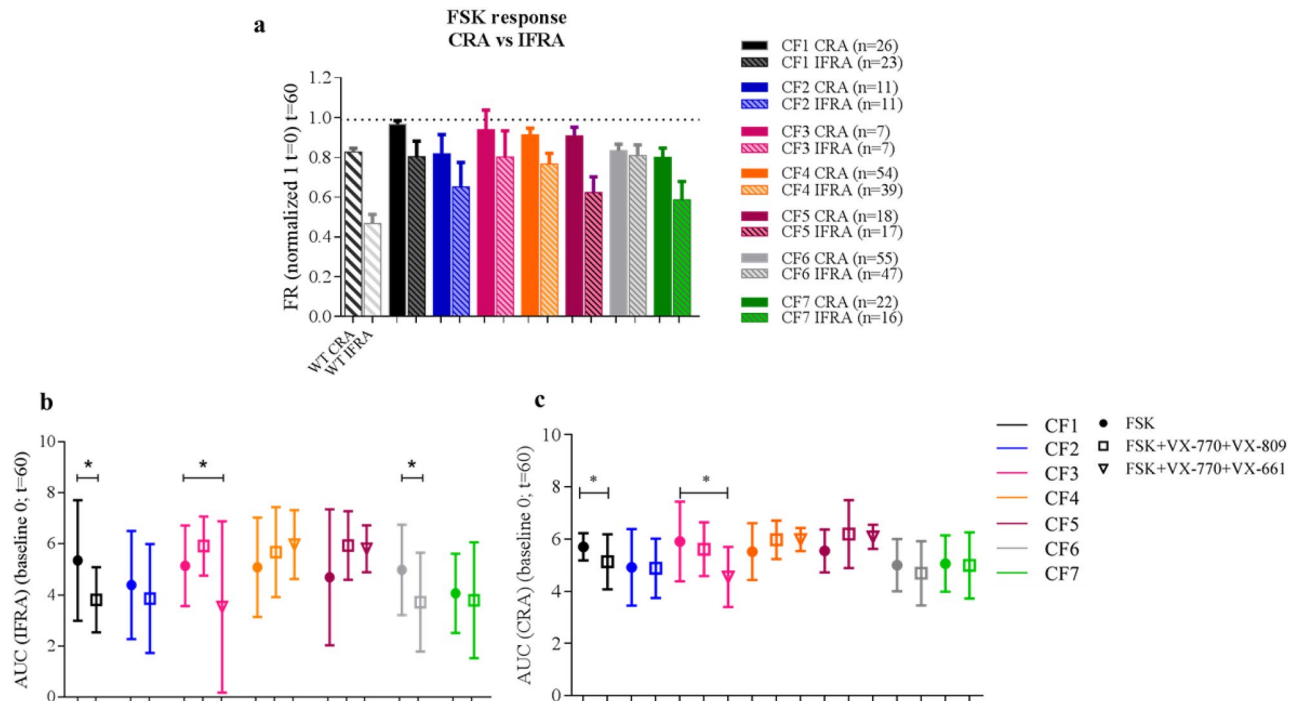 a
FSK response
CRA vs IFRA
FR (normalized 1 t=0) t=60
1.2
1.0
0.8
0.6
0.4
0.2
0.0
WT CRA
WT IFRA
CF1 CRA (n=26)
CF1 IFRA (n=23)
CF2 CRA (n=11)
CF2 IFRA (n=11)
CF3 CRA (n=7)
CF3 IFRA (n=7)
CF4 CRA (n=54)
CF4 IFRA (n=39)
CF5 CRA (n=18)
CF5 IFRA (n=17)
CF6 CRA (n=55)
CF6 IFRA (n=47)
CF7 CRA (n=22)
CF7 IFRA (n=16)
b
AUC (IFRA) (baseline 0; t=60)
10
8
6
4
2
0
*
*
*
c
AUC (CRA) (baseline 0; t=60)
10
8
6
4
2
0
*
*
CF1
CF2
CF3
CF4
CF5
CF6
CF7
FSK
FSK+VX-770+VX-809
FSK+VX-770+VX-661